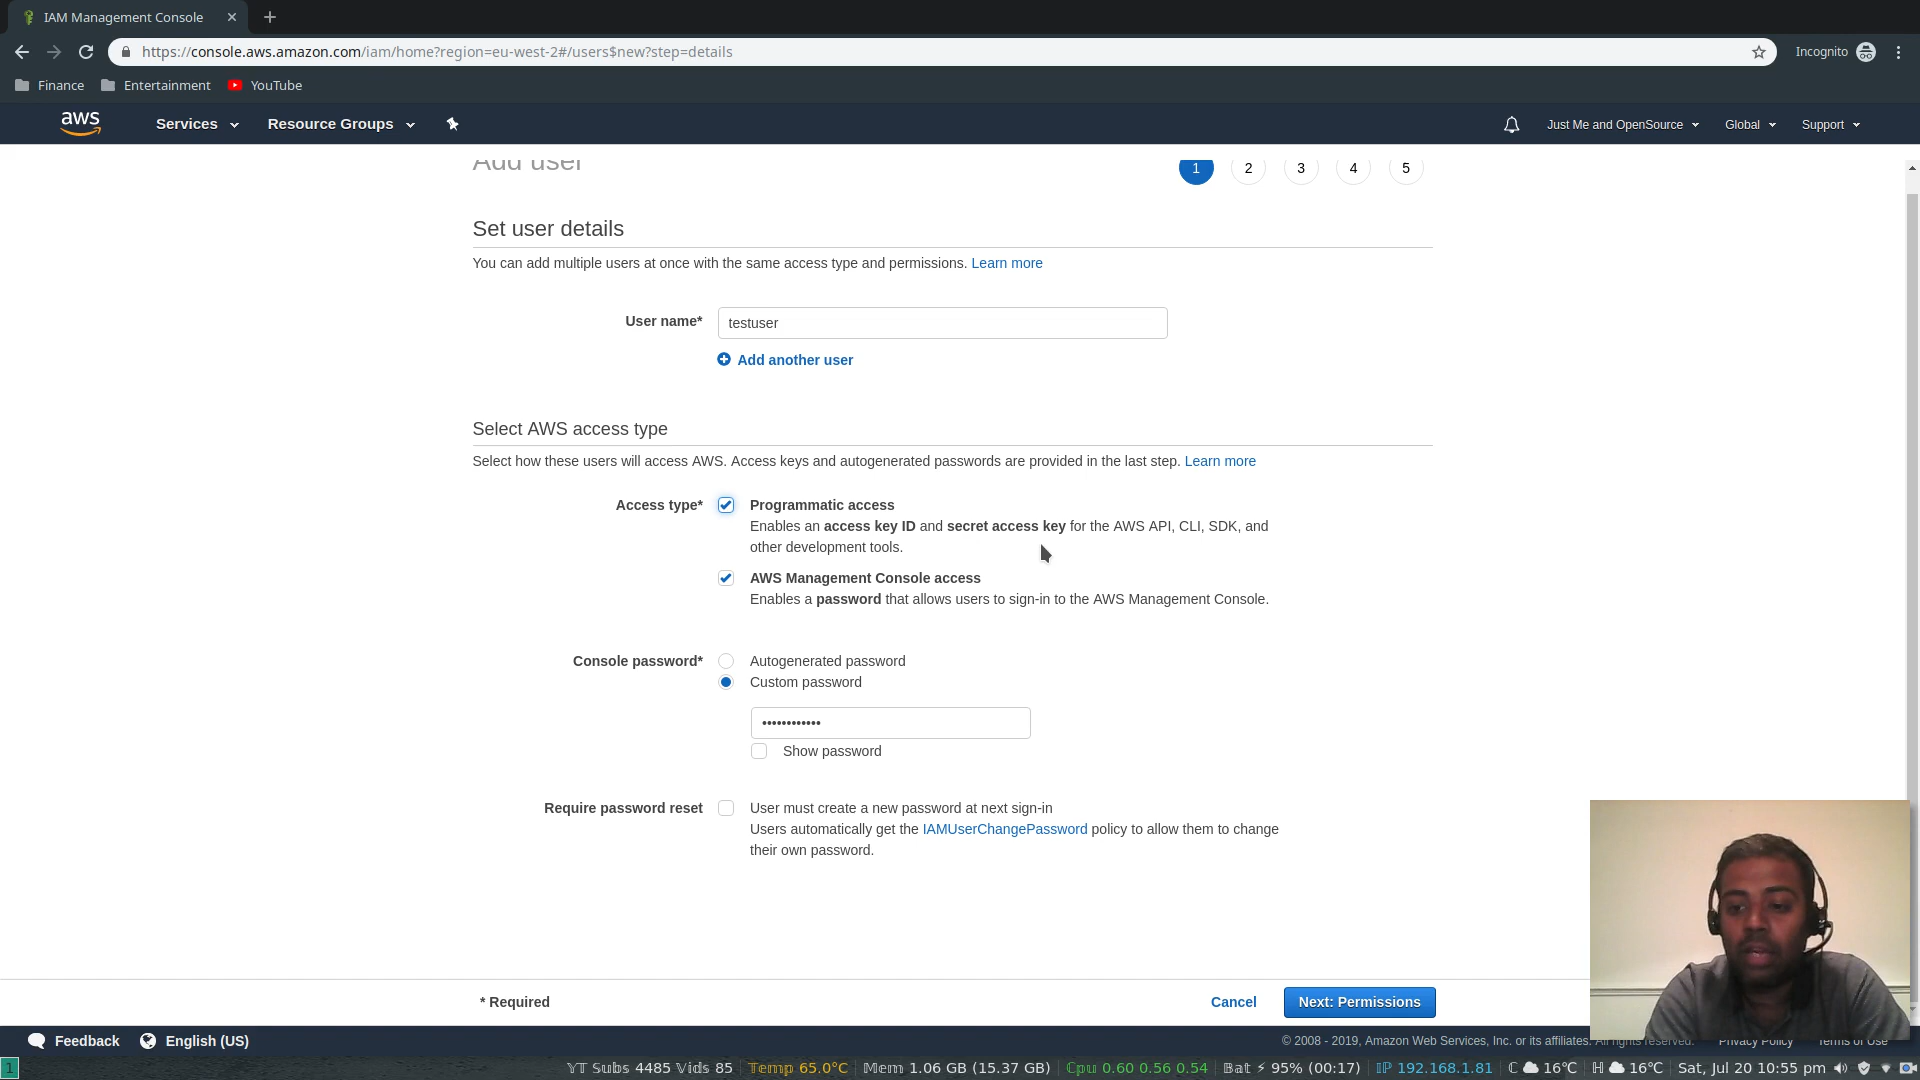 IAM Management Console
https://console.aws.amazon.com/iam/home?region=eu-west-2#/users$new?step=details
Incognito
Finance
Entertainment
YouTube
aws
Services
Resource Groups
Just Me and OpenSource
Global
Support
Add user
1
2
3
4
5
Set user details
You can add multiple users at once with the same access type and permissions. Learn more
User name*
testuser
Add another user
Select AWS access type
Select how these users will access AWS. Access keys and autogenerated passwords are provided in the last step. Learn more
Access type*
Programmatic access
Enables an access key ID and secret access key for the AWS API, CLI, SDK, and
other development tools.
AWS Management Console access
Enables a password that allows users to sign-in to the AWS Management Console.
Console password*
Autogenerated password
Custom password
••••••••••••
Show password
Require password reset
User must create a new password at next sign-in
Users automatically get the IAMUserChangePassword policy to allow them to change
their own password.
* Required
Cancel
Next: Permissions
Feedback
English (US)
© 2008 - 2019, Amazon Web Services, Inc. or its affiliates. All rights reserved.
Privacy Policy
Terms of Use
1
YT Subs 4485 Vids 85
Temp 65.0°C
Mem 1.06 GB (15.37 GB)
Cpu 0.60 0.56 0.54
Bat ⚡ 95% (00:17)
IP 192.168.1.81
C 16°C
H 16°C
Sat, Jul 20 10:55 pm